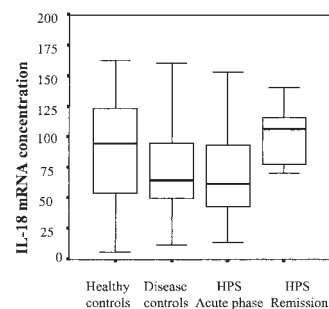 200
175
150
125
100
75
50
25
0
IL-18 mRNA concentration
Healthy controls
Disease controls
HPS Acute phase
HPS Remission